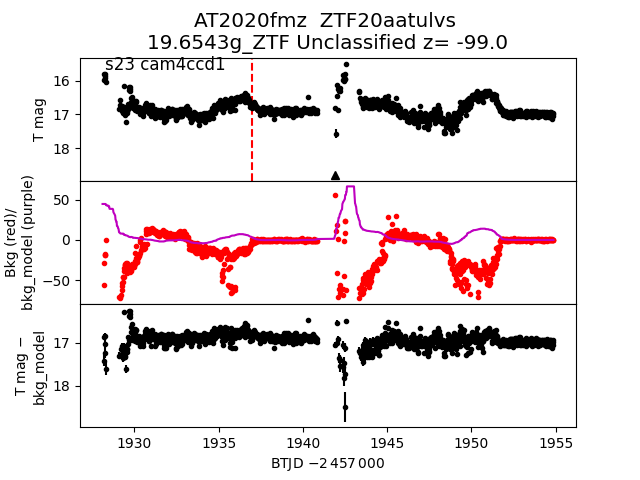 AT2020fmz  ZTF20aatulvs
19.6543g_ZTF Unclassified z= -99.0
s23 cam4ccd1
T mag
16
17
18
Bkg (red)/
bkg_model (purple)
50
0
−50
T mag −
bkg_model
17
18
1930
1935
1940
1945
1950
1955
BTJD −2 457 000